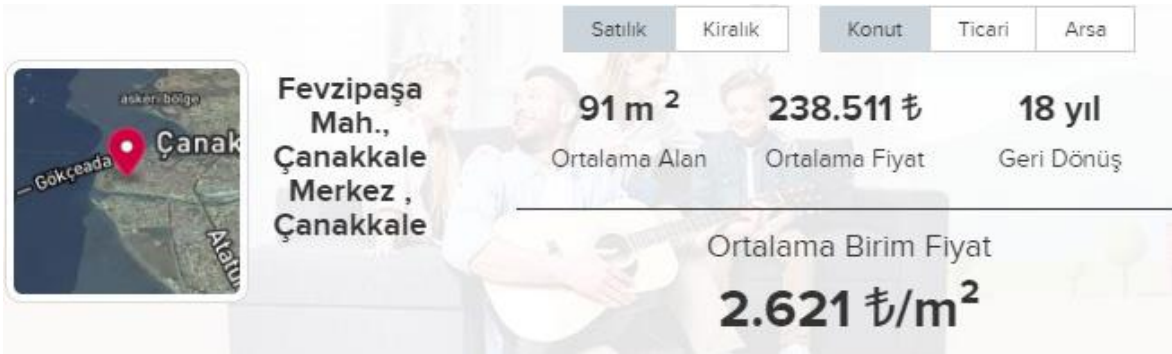 Satılık Kiralık Konut Ticari Arsa
askeri bölge
Çanak
Gökçeada
Atatü
Fevzipaşa
Mah.,
Çanakkale
Merkez ,
Çanakkale
91 m ² 238.511 ₺ 18 yıl
Ortalama Alan Ortalama Fiyat Geri Dönüş
Ortalama Birim Fiyat
2.621 ₺/m²